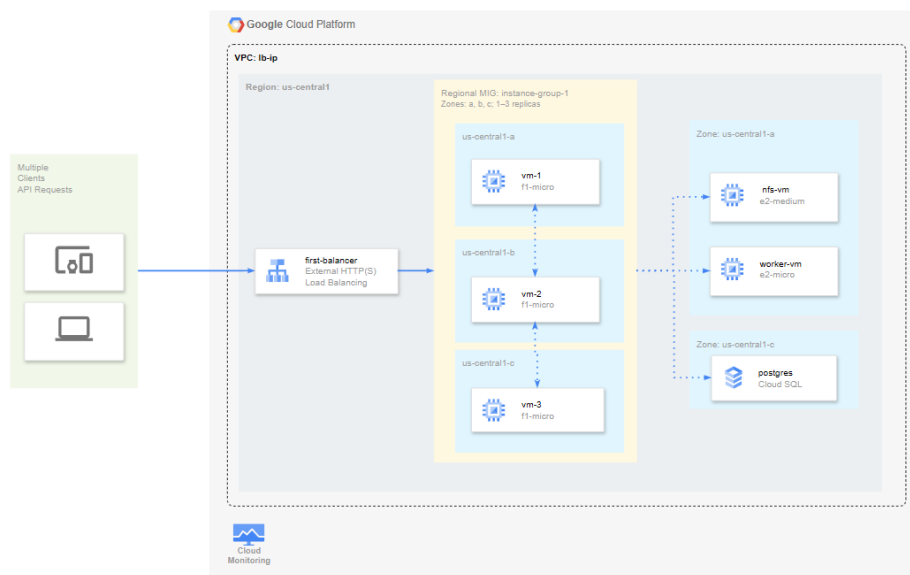 Google Cloud Platform
VPC: lb-ip
Region: us-central1
Regional MIG: instance-group-1
Zones: a, b, c; 1–3 replicas
us-central1-a
vm-1
f1-micro
us-central1-b
vm-2
f1-micro
us-central1-c
vm-3
f1-micro
Zone: us-central1-a
nfs-vm
e2-medium
worker-vm
e2-micro
Zone: us-central1-c
postgres
Cloud SQL
Multiple
Clients
API Requests
first-balancer
External HTTP(S)
Load Balancing
Cloud
Monitoring